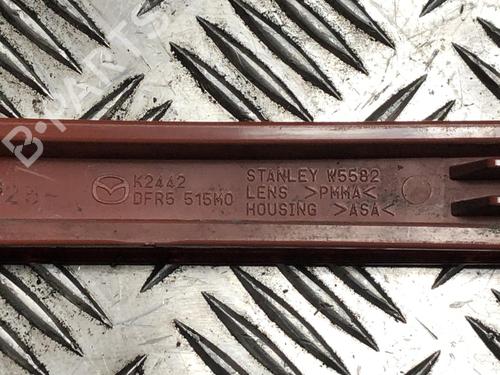 K2442
DFR5 515M0
STANLEY W5582
LENS >PMMA<
HOUSING >ASA<
B-PARTS